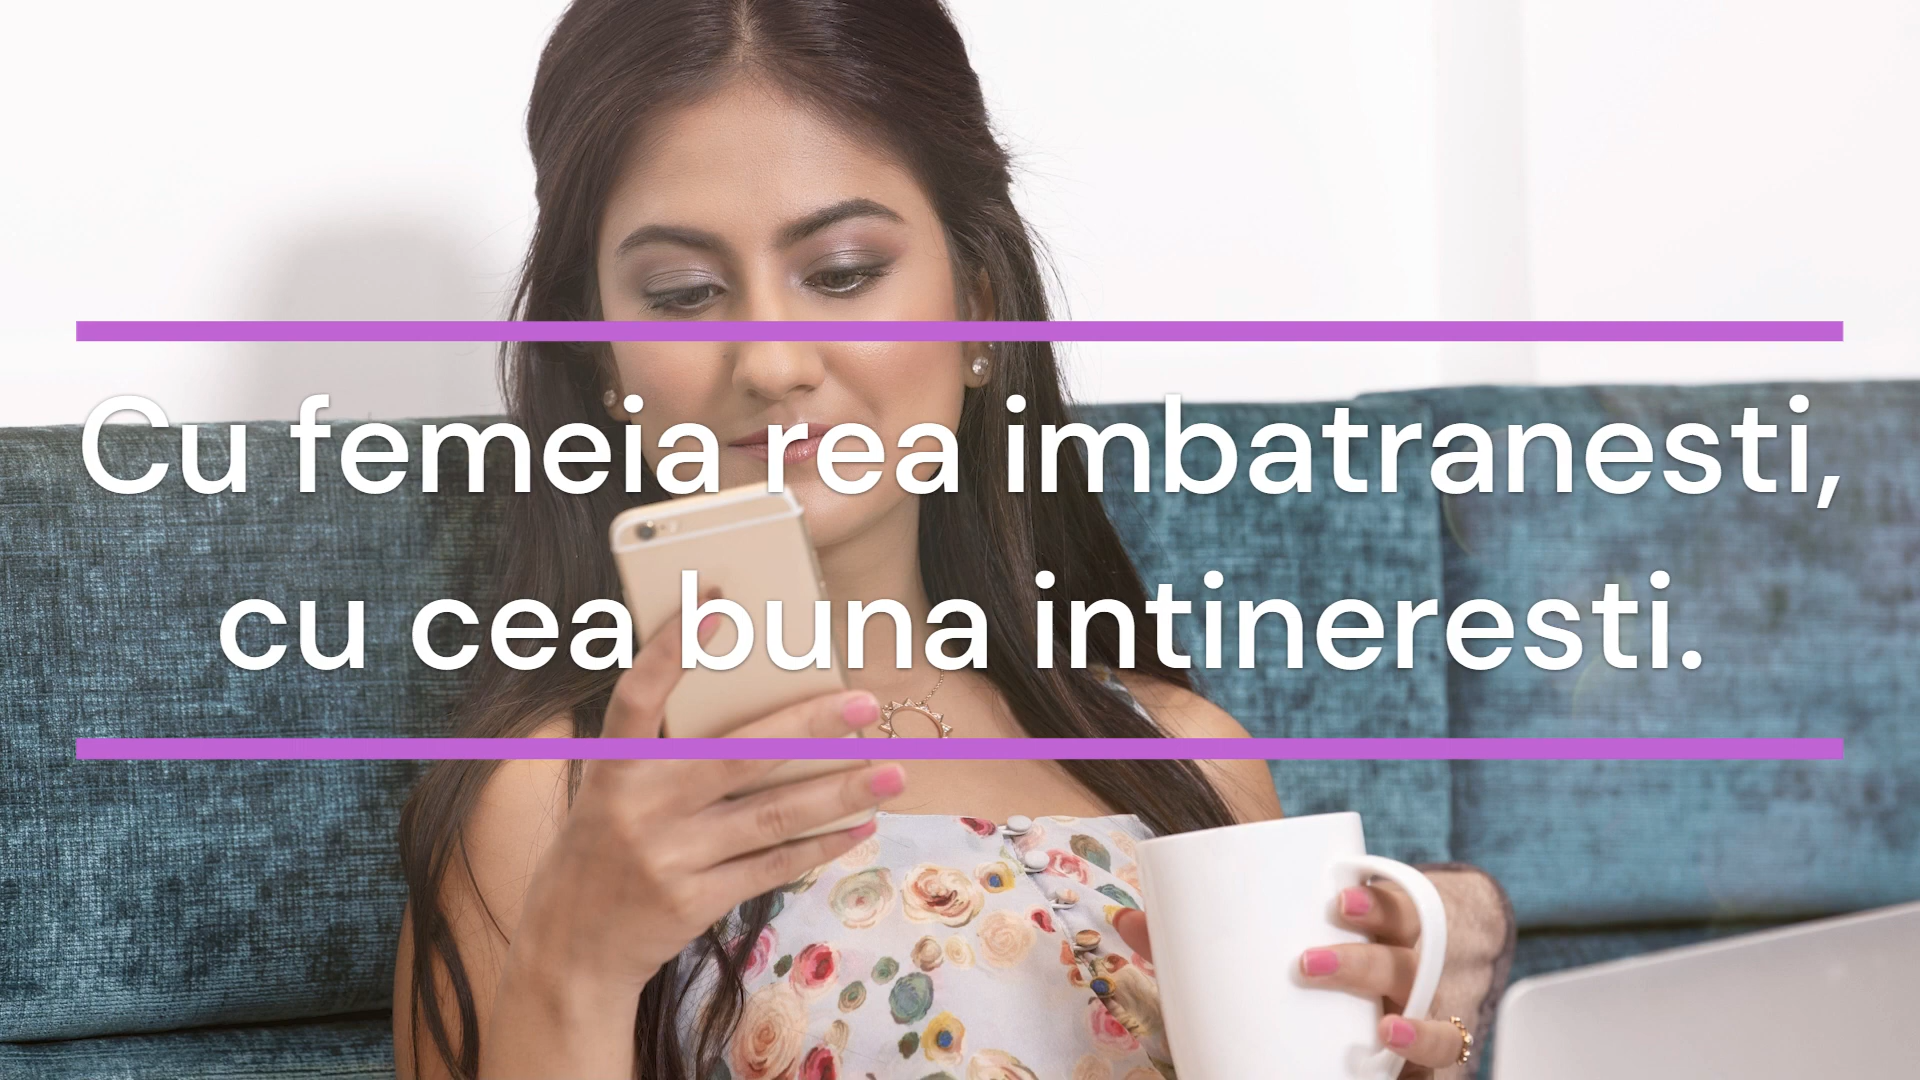 Cu femeia rea imbatranesti,
cu cea buna intineresti.